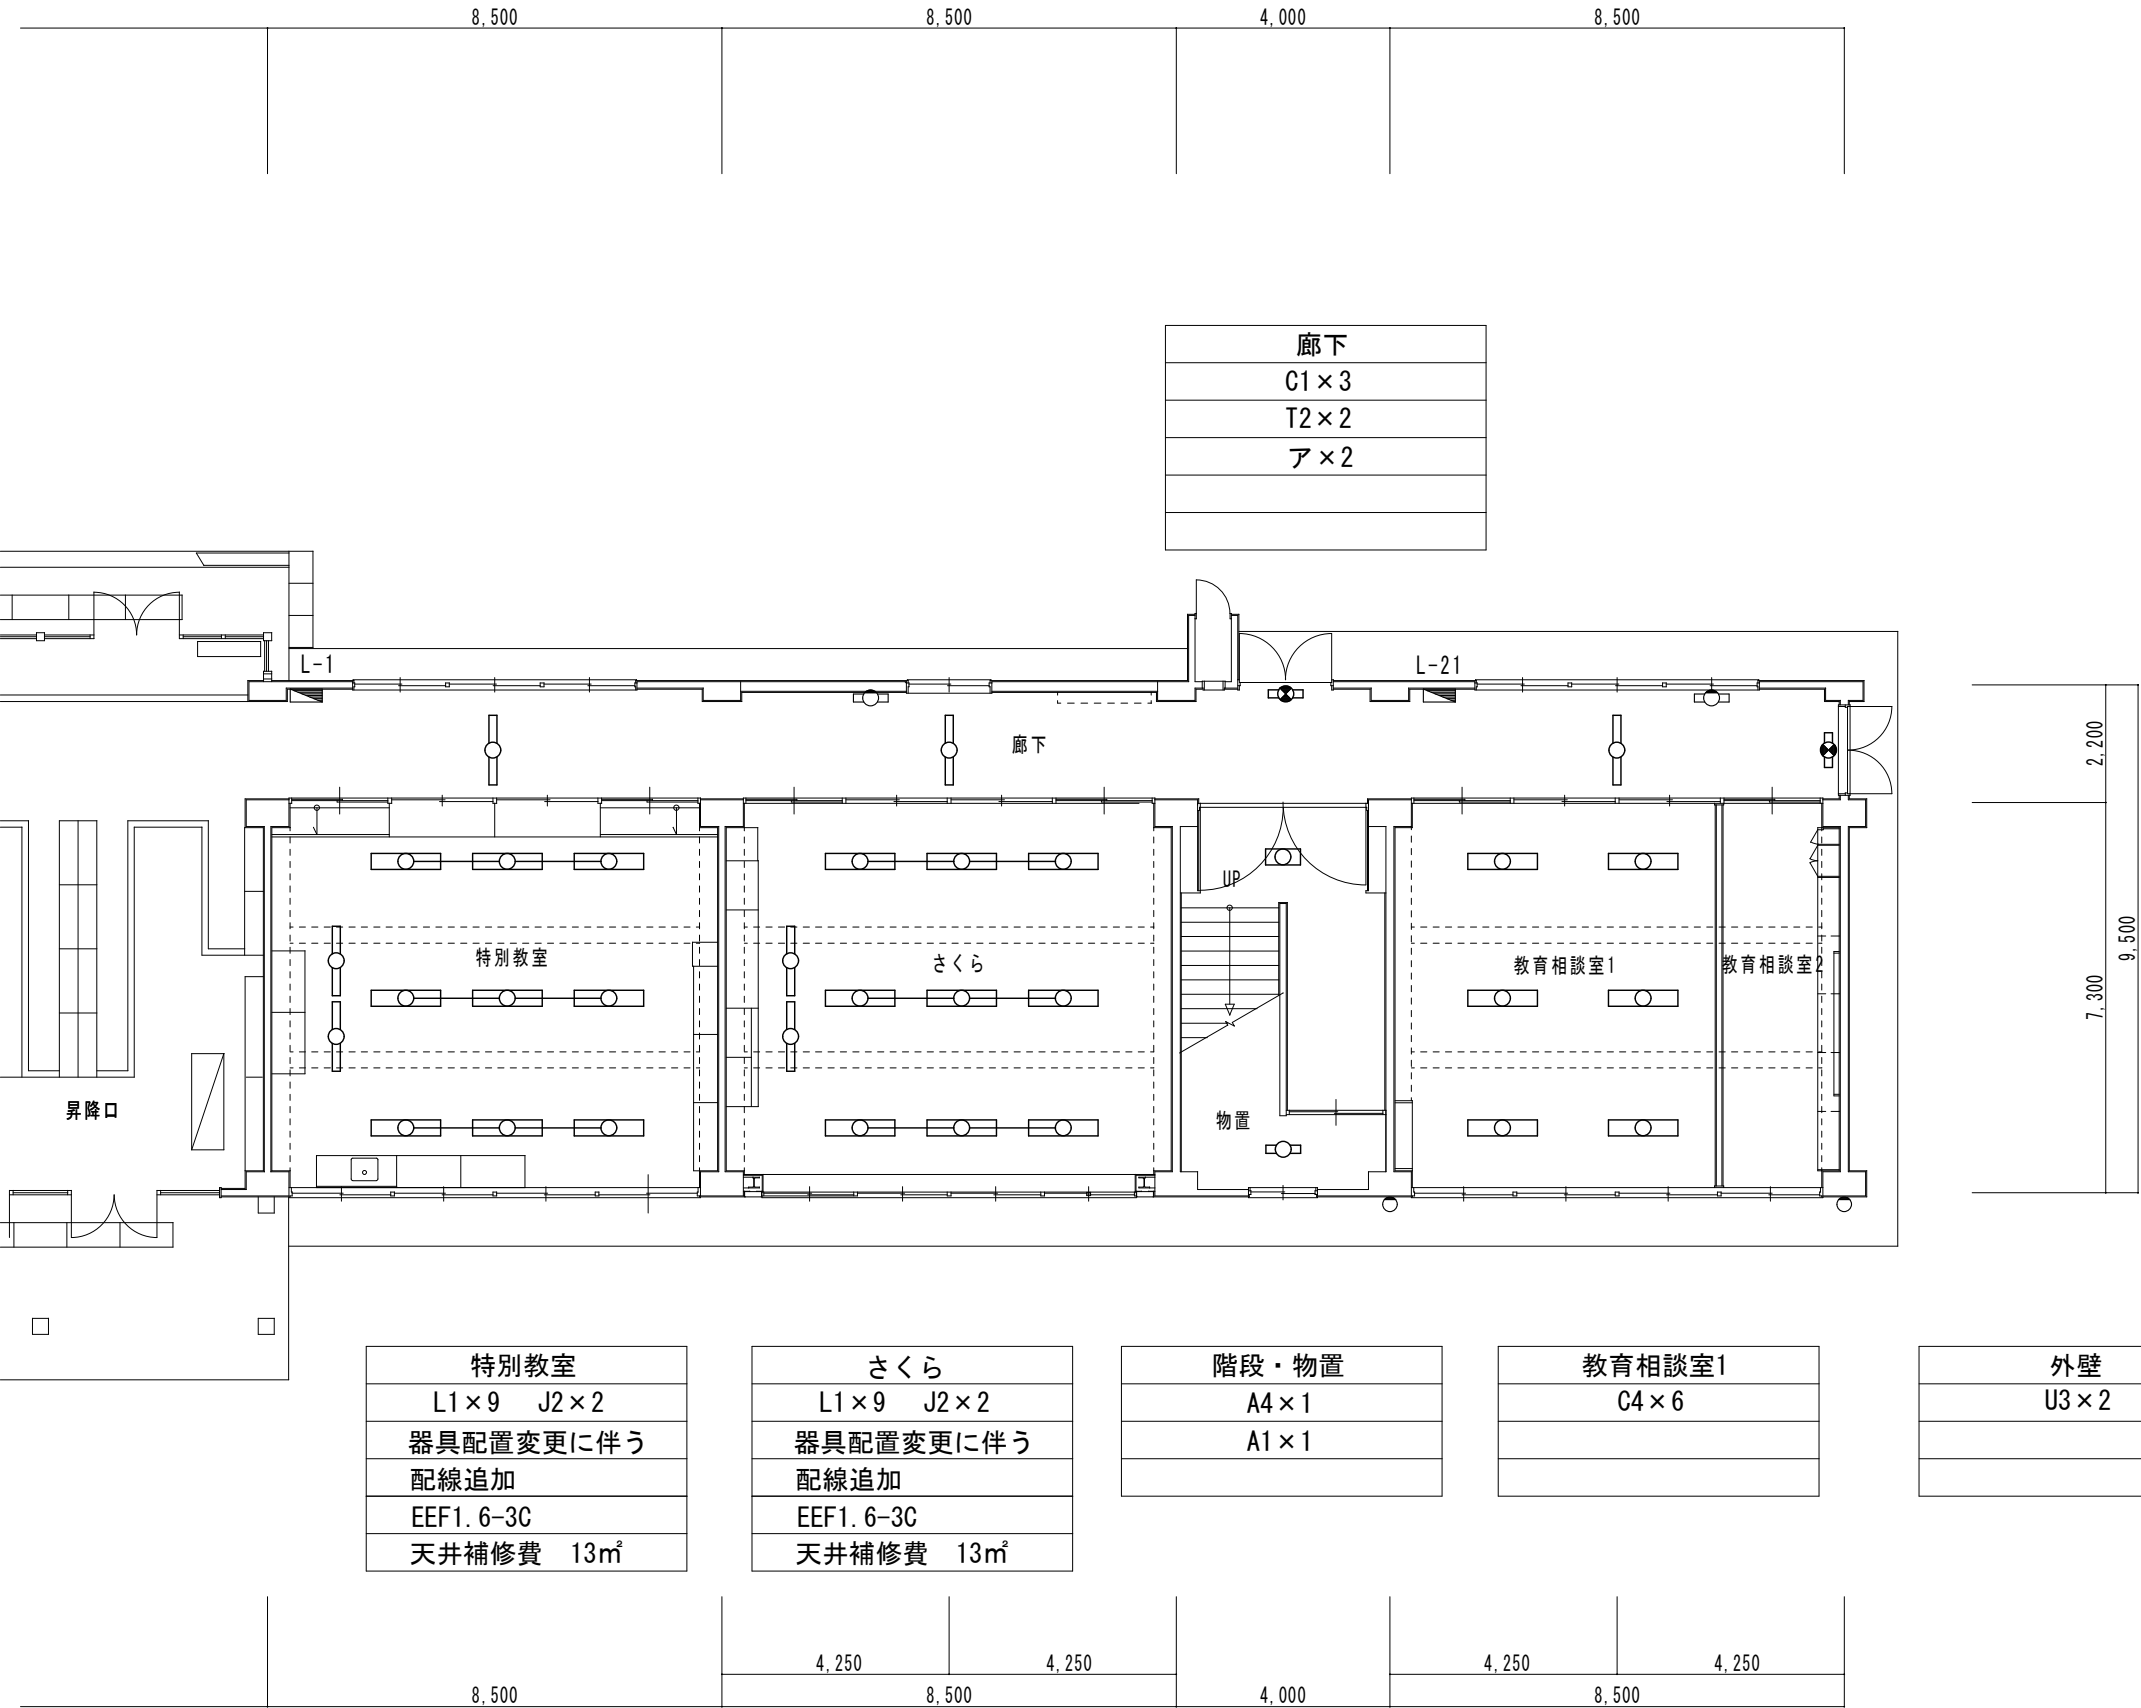 8,500
8,500
4,000
8,500
廊下
C1×3
T2×2
ア×2
L-1
L-21
廊下
2,200
UP
9,500
特別教室
さくら
教育相談室1
教育相談室2
7,300
昇降口
物置
特別教室
L1×9 J2×2
器具配置変更に伴う
配線追加
EEF1.6-3C
天井補修費 13㎡
さくら
L1×9 J2×2
器具配置変更に伴う
配線追加
EEF1.6-3C
天井補修費 13㎡
階段・物置
A4×1
A1×1
教育相談室1
C4×6
外壁
U3×2
4,250
4,250
4,250
4,250
8,500
8,500
4,000
8,500